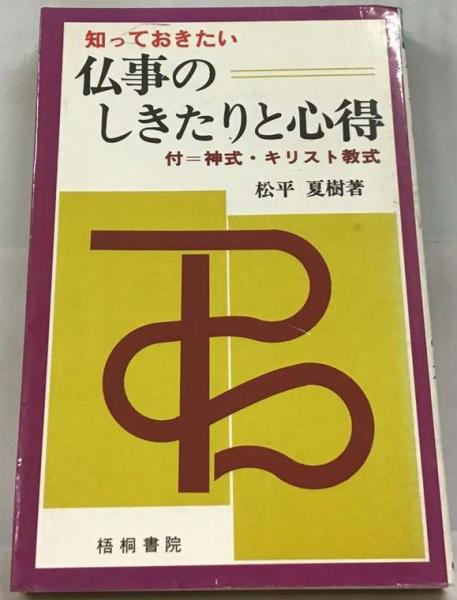 知っておきたい
仏事の
しきたりと心得
付=神式・キリスト教式
松平 夏樹著
梧桐書院